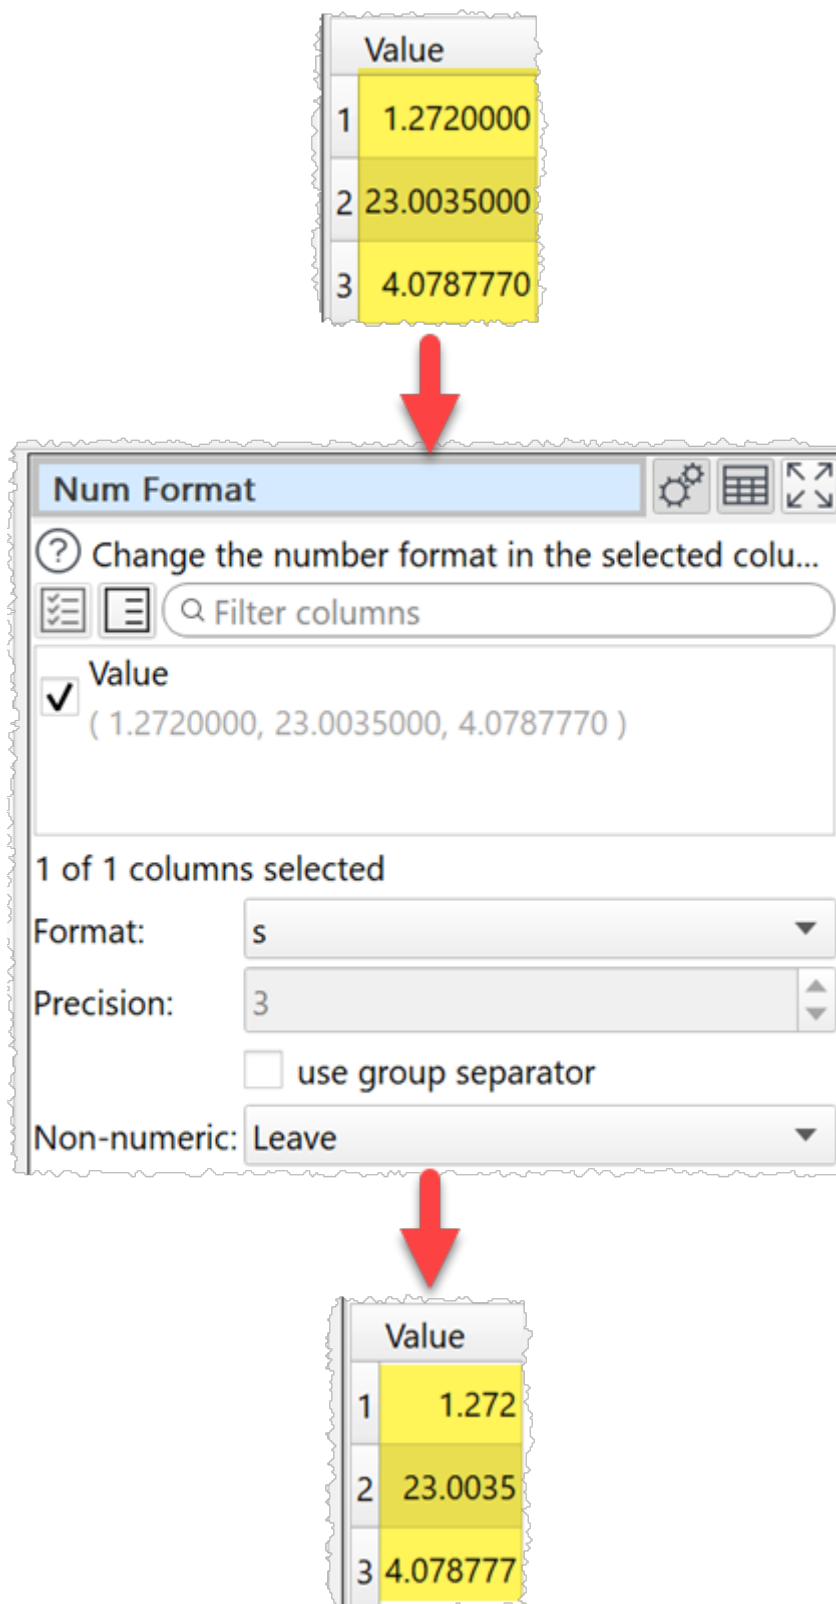 Value
1 1.2720000
2 23.0035000
3 4.0787770
Num Format
? Change the number format in the selected colu...
Filter columns
Value
( 1.2720000, 23.0035000, 4.0787770 )
1 of 1 columns selected
Format: s
Precision: 3
use group separator
Non-numeric: Leave
Value
1 1.272
2 23.0035
3 4.078777